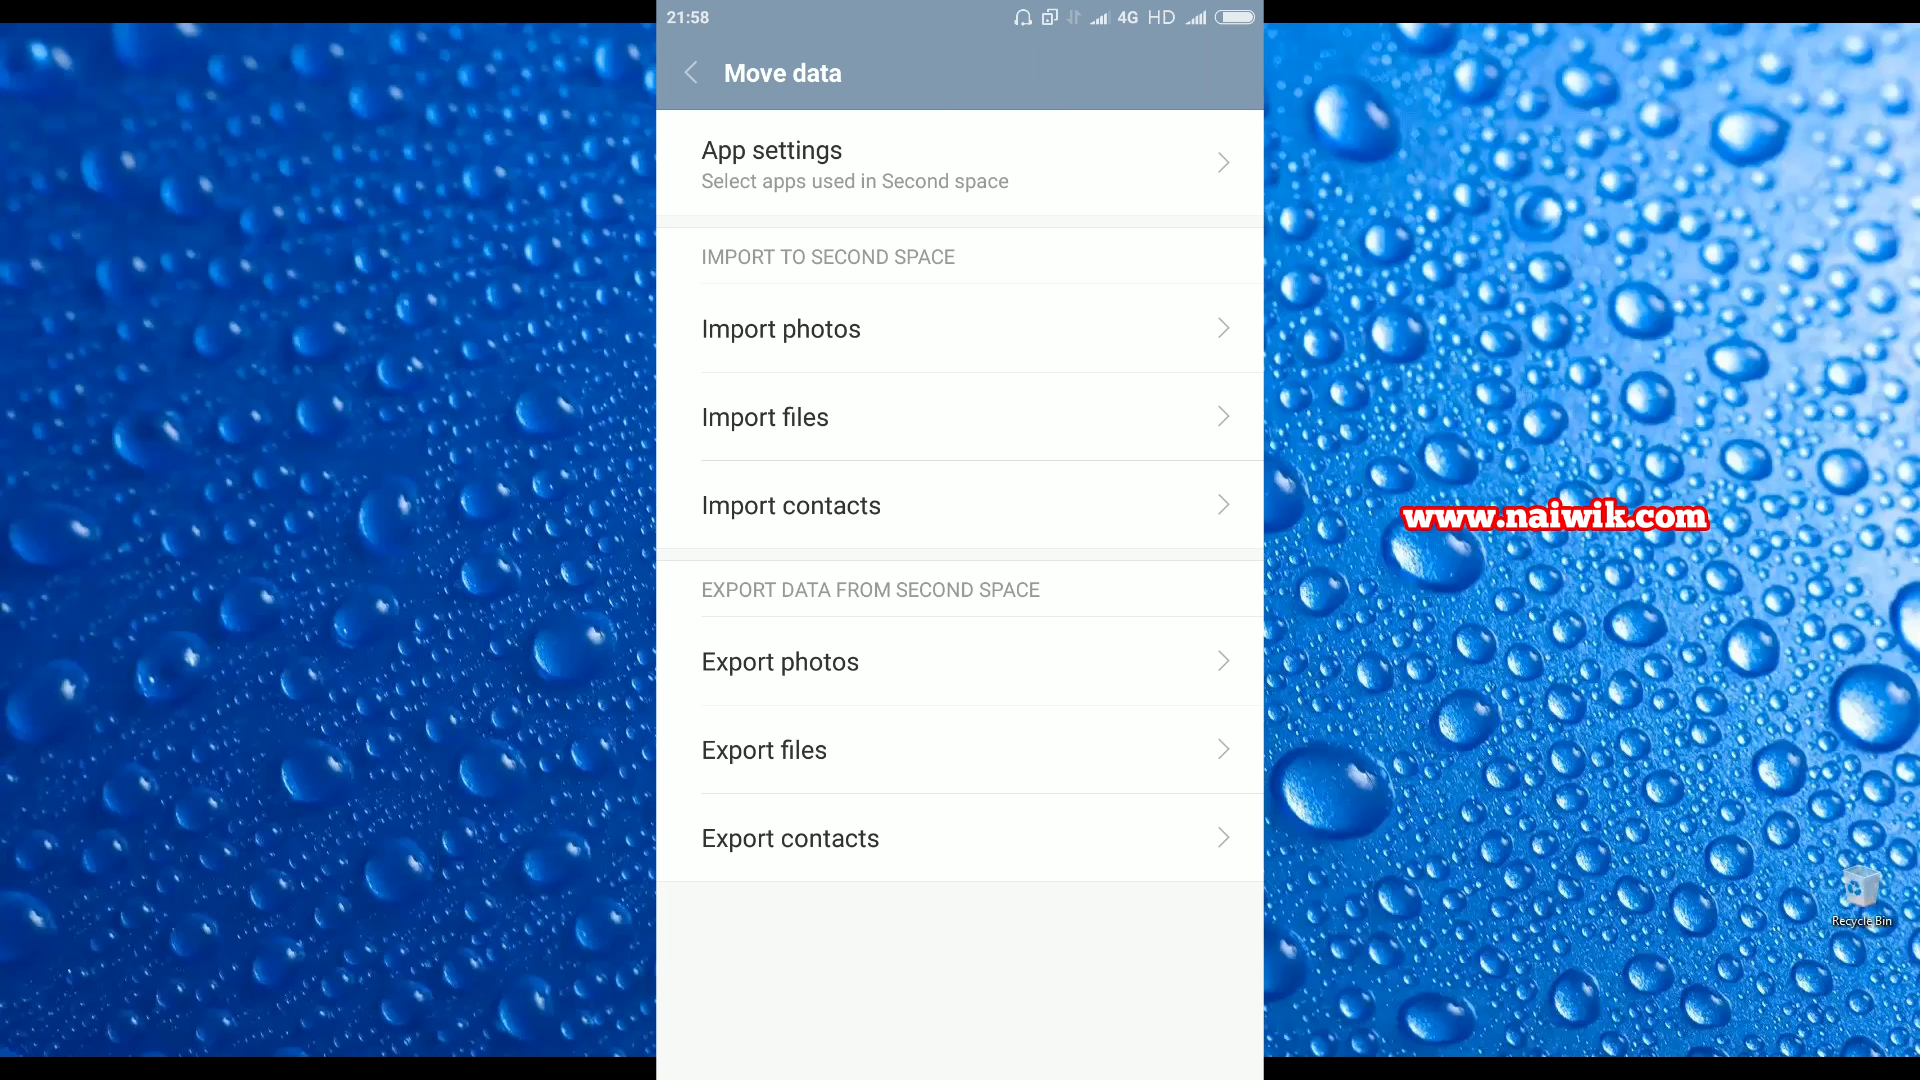 21:58
4G HD
Move data
App settings
Select apps used in Second space
IMPORT TO SECOND SPACE
Import photos
Import files
Import contacts
www.naiwik.com
EXPORT DATA FROM SECOND SPACE
Export photos
Export files
Export contacts
Recycle Bin